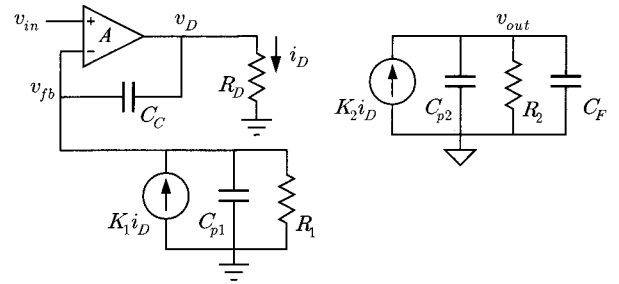 v_in
+
−
A
v_D
i_D
R_D
v_fb
C_C
K_1 i_D
C_p1
R_1
v_out
K_2 i_D
C_p2
R_2
C_F